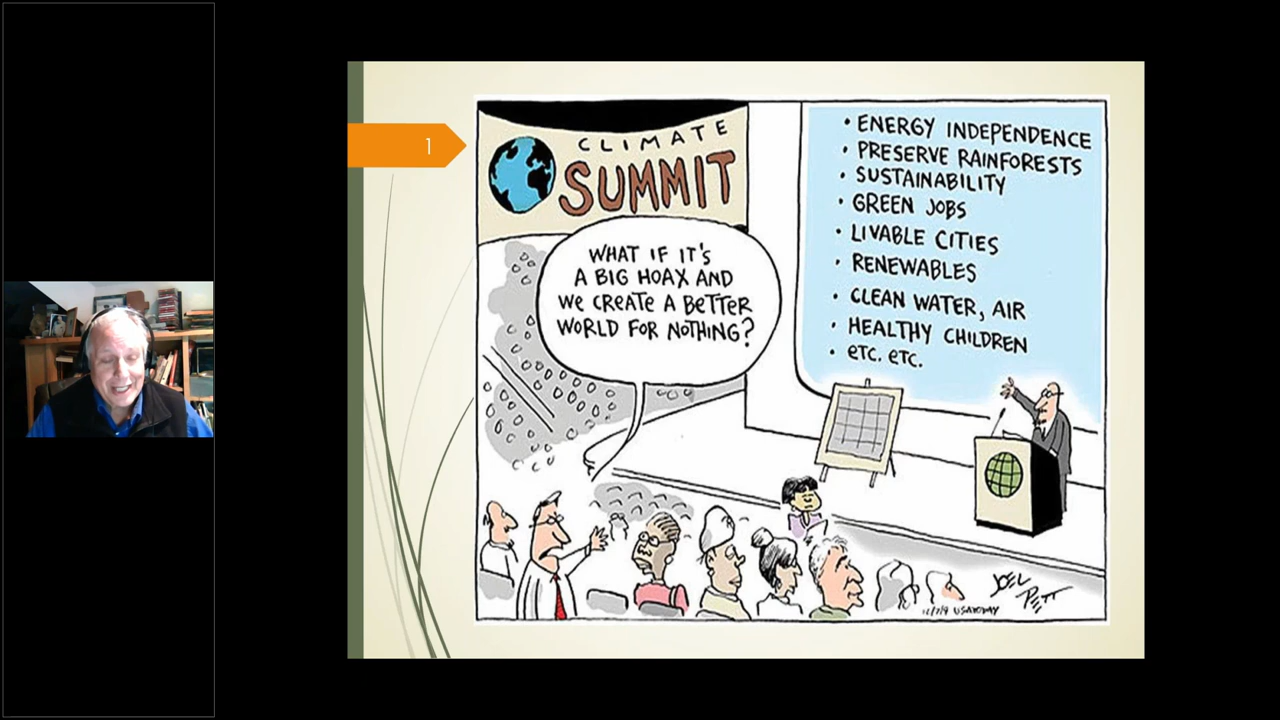 1
CLIMATE
SUMMIT
WHAT IF IT'S
A BIG HOAX AND
WE CREATE A BETTER
WORLD FOR NOTHING?
• ENERGY INDEPENDENCE
• PRESERVE RAINFORESTS
• SUSTAINABILITY
• GREEN JOBS
• LIVABLE CITIES
• RENEWABLES
• CLEAN WATER, AIR
• HEALTHY CHILDREN
• ETC. ETC.
JOEL
PETT
USA TODAY